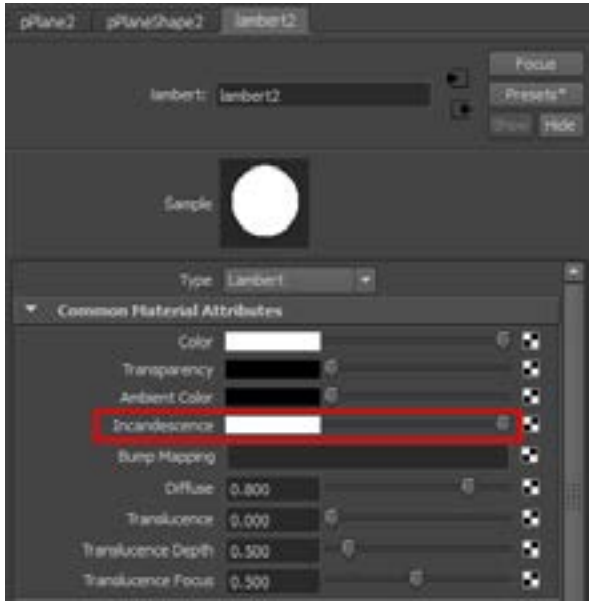 pPlane2 pPlaneShape2 lambert2
Focus
lambert: lambert2
Presets*
Show Hide
Sample
Type Lambert
Common Material Attributes
Color
Transparency
Ambient Color
Incandescence
Bump Mapping
Diffuse 0.800
Translucence 0.000
Translucence Depth 0.500
Translucence Focus 0.500